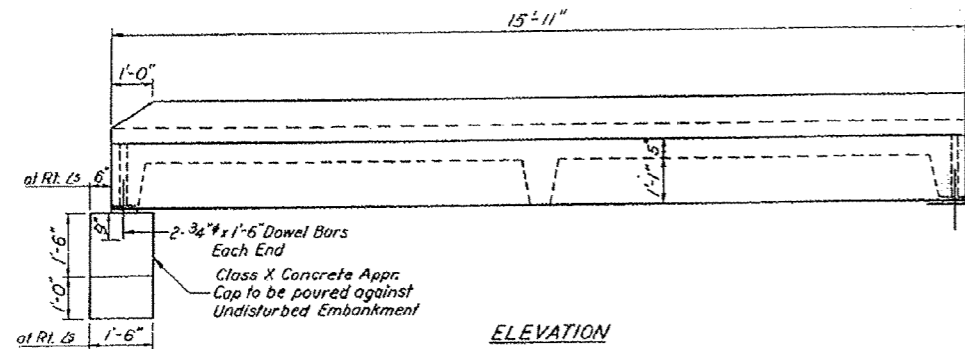 15'-11"
1'-0"
5"
1'-1"
at Rt. ∠s
6"
9"
1'-6"
1'-0"
2-¾"ᶲ x 1'-6" Dowel Bars
Each End
Class X Concrete Appr.
Cap to be poured against
Undisturbed Embankment
at Rt. ∠s
1'-6"
ELEVATION